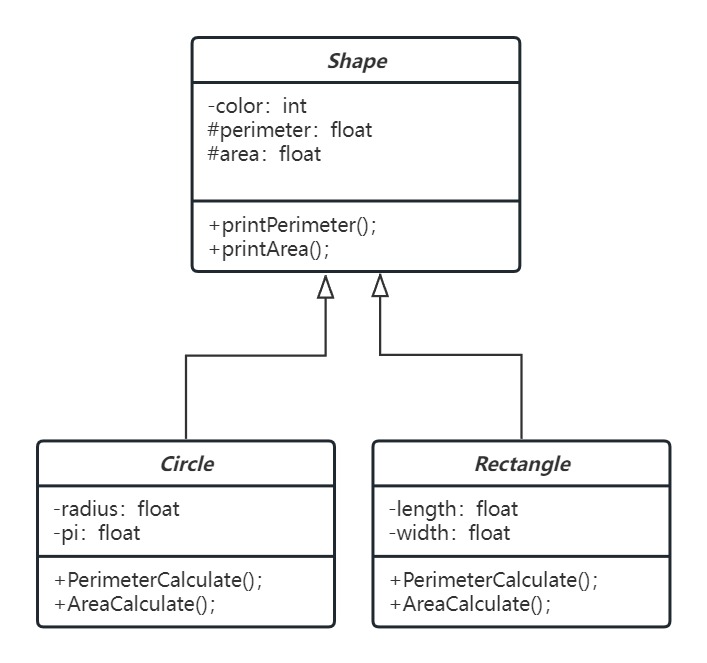 Shape
-color：int
#perimeter：float
#area：float
+printPerimeter();
+printArea();
Circle
-radius：float
-pi：float
+PerimeterCalculate();
+AreaCalculate();
Rectangle
-length：float
-width：float
+PerimeterCalculate();
+AreaCalculate();